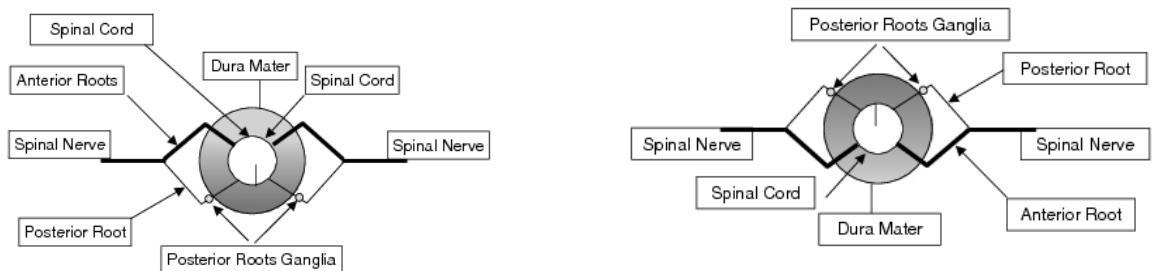 Spinal Cord
Dura Mater
Spinal Cord
Anterior Roots
Spinal Nerve
Spinal Nerve
Posterior Root
Posterior Roots Ganglia
Posterior Roots Ganglia
Posterior Root
Spinal Nerve
Spinal Nerve
Spinal Cord
Anterior Root
Dura Mater